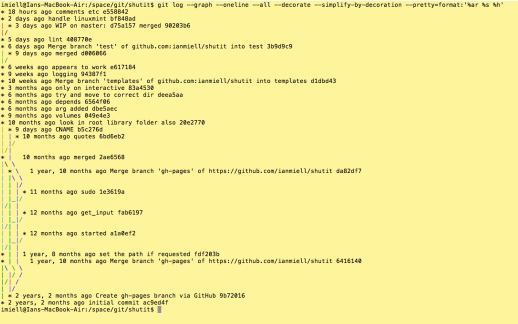 imiell@Ians-MacBook-Air:/space/git/shutit$ git log --graph --oneline --all --decorate --simplify-by-decoration --pretty=format:'%ar %s %h'
* 18 hours ago comments etc e558842
* 2 days ago handle linuxmint bf840ad
| * 3 days ago WIP on master: d75a157 merged 90203b6
|/
* 5 days lint 408770e
* 6 days ago Merge branch 'test' of github.com:ianmiell/shutit into test 3b9d9c9
| * 9 days ago merged d006066
|/
* 6 weeks ago appears to work e617184
* 9 weeks ago logging 94387f1
* 10 weeks ago Merge branch 'templates' of github.com:ianmiell/shutit into templates d1dbd43
* 3 months ago only on interactive 83a4530
* 6 months ago try and move to correct dir deea5aa
* 6 months ago depends 6564f06
* 6 months ago arg added dbe5aec
* 9 months ago volumes 049e4e3
* 10 months ago look in root library folder also 20e2770
| * 9 days ago CNAME b5c276d
| | * 10 months ago quotes 6bd6eb2
| |/
|/|
* | 10 months ago merged 2ae6568
|\ \
| * \ 1 year, 10 months ago Merge branch 'gh-pages' of https://github.com/ianmiell/shutit da82df7
| |\ \
| | |/
| | | * 11 months ago sudo 1e3619a
| |_|/
|/| |
| | | * 12 months ago get_input fab6197
| |_|/
|/| |
| | | * 12 months ago started a1a0ef2
| |_|/
|/| |
* | | 1 year, 8 months ago set the path if requested fdf203b
* | | 1 year, 10 months ago Merge branch 'gh-pages' of https://github.com/ianmiell/shutit 6416140
|\ \ \
| |/ /
|/| /
| |/
| * 2 years, 2 months ago Create gh-pages branch via GitHub 9b72016
* 2 years, 2 months ago initial commit ac9ed4f
imiell@Ians-MacBook-Air:/space/git/shutit$